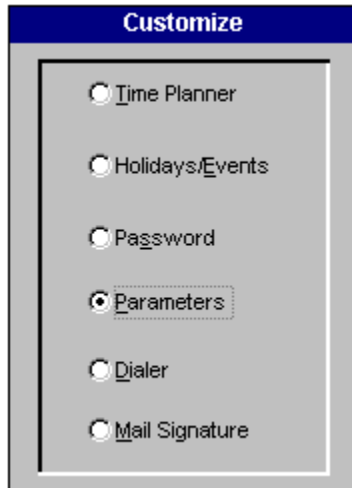 Customize
Time Planner
Holidays/Events
Password
Parameters
Dialer
Mail Signature